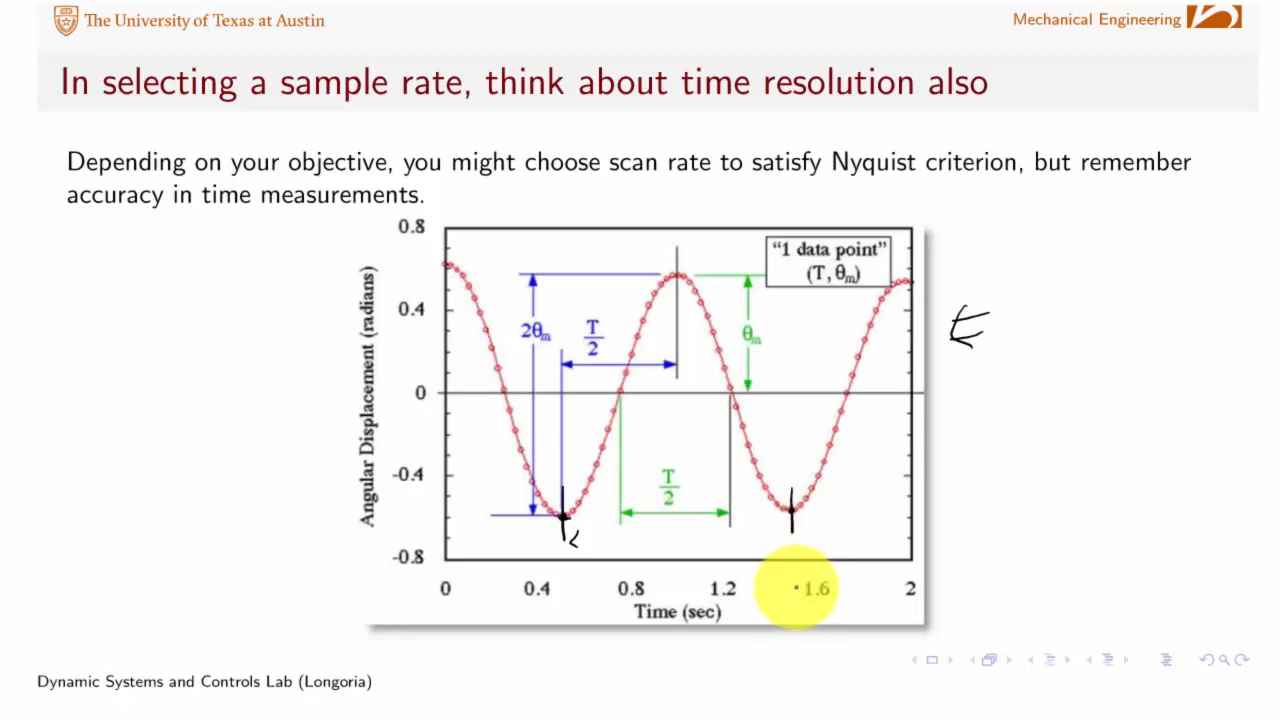 The University of Texas at Austin
Mechanical Engineering
In selecting a sample rate, think about time resolution also
Depending on your objective, you might choose scan rate to satisfy Nyquist criterion, but remember
accuracy in time measurements.
0.8
0.4
0
-0.4
-0.8
Angular Displacement (radians)
"1 data point"
(T, θm)
2θm
T
2
θm
T
2
0 0.4 0.8 1.2 1.6 2
Time (sec)
Dynamic Systems and Controls Lab (Longoria)